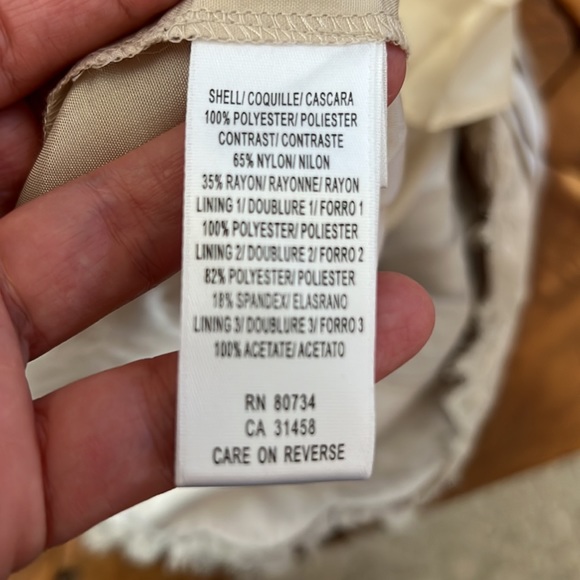 SHELL/ COQUILLE/ CASCARA
100% POLYESTER/ POLIESTER
CONTRAST/ CONTRASTE
65% NYLON/ NILON
35% RAYON/ RAYONNE/ RAYON
LINING 1/ DOUBLURE 1/ FORRO 1
100% POLYESTER/ POLIESTER
LINING 2/ DOUBLURE 2/ FORRO 2
82% POLYESTER/ POLIESTER
18% SPANDEX/ ELASRANO
LINING 3/ DOUBLURE 3/ FORRO 3
100% ACETATE/ ACETATO
RN 80734
CA 31458
CARE ON REVERSE